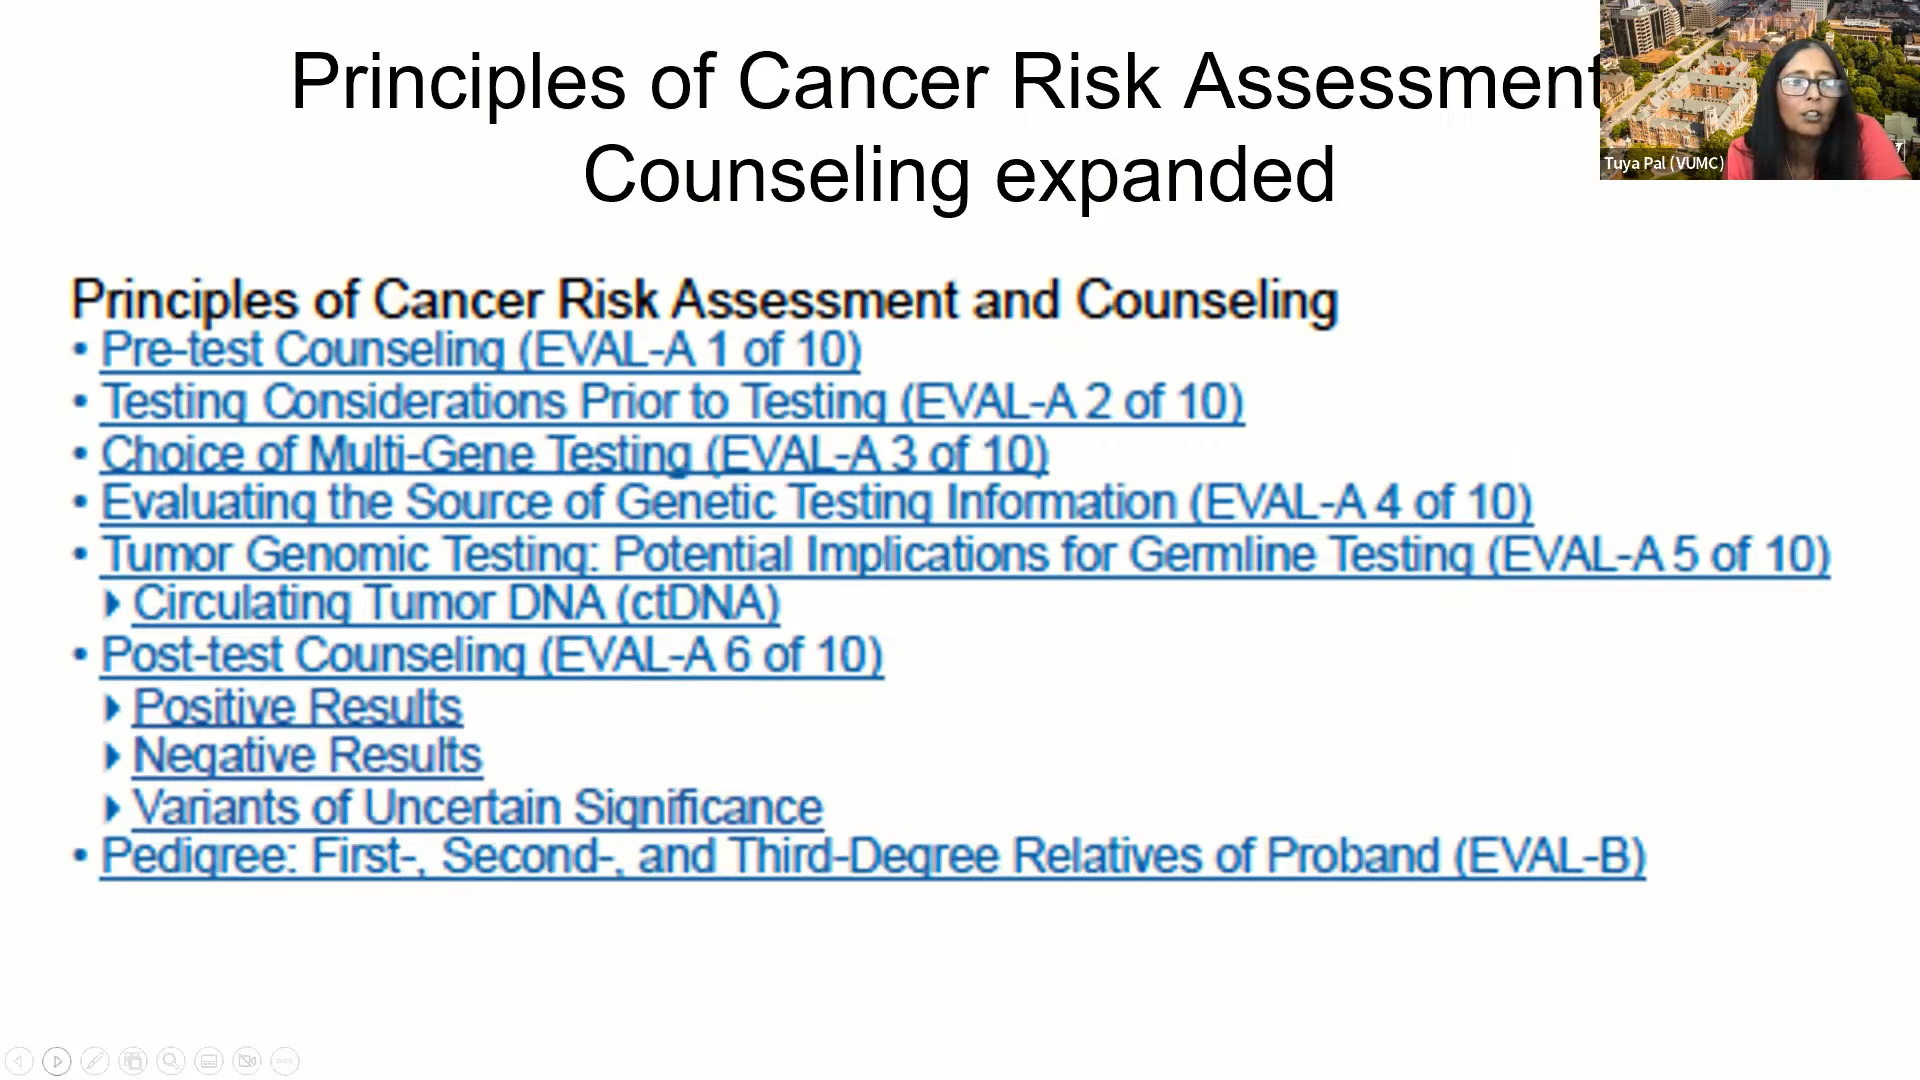 Principles of Cancer Risk Assessment
Counseling expanded
Tuya Pal (VUMC)
Principles of Cancer Risk Assessment and Counseling
• Pre-test Counseling (EVAL-A 1 of 10)
• Testing Considerations Prior to Testing (EVAL-A 2 of 10)
• Choice of Multi-Gene Testing (EVAL-A 3 of 10)
• Evaluating the Source of Genetic Testing Information (EVAL-A 4 of 10)
• Tumor Genomic Testing: Potential Implications for Germline Testing (EVAL-A 5 of 10)
Circulating Tumor DNA (ctDNA)
• Post-test Counseling (EVAL-A 6 of 10)
Positive Results
Negative Results
Variants of Uncertain Significance
• Pedigree: First-, Second-, and Third-Degree Relatives of Proband (EVAL-B)